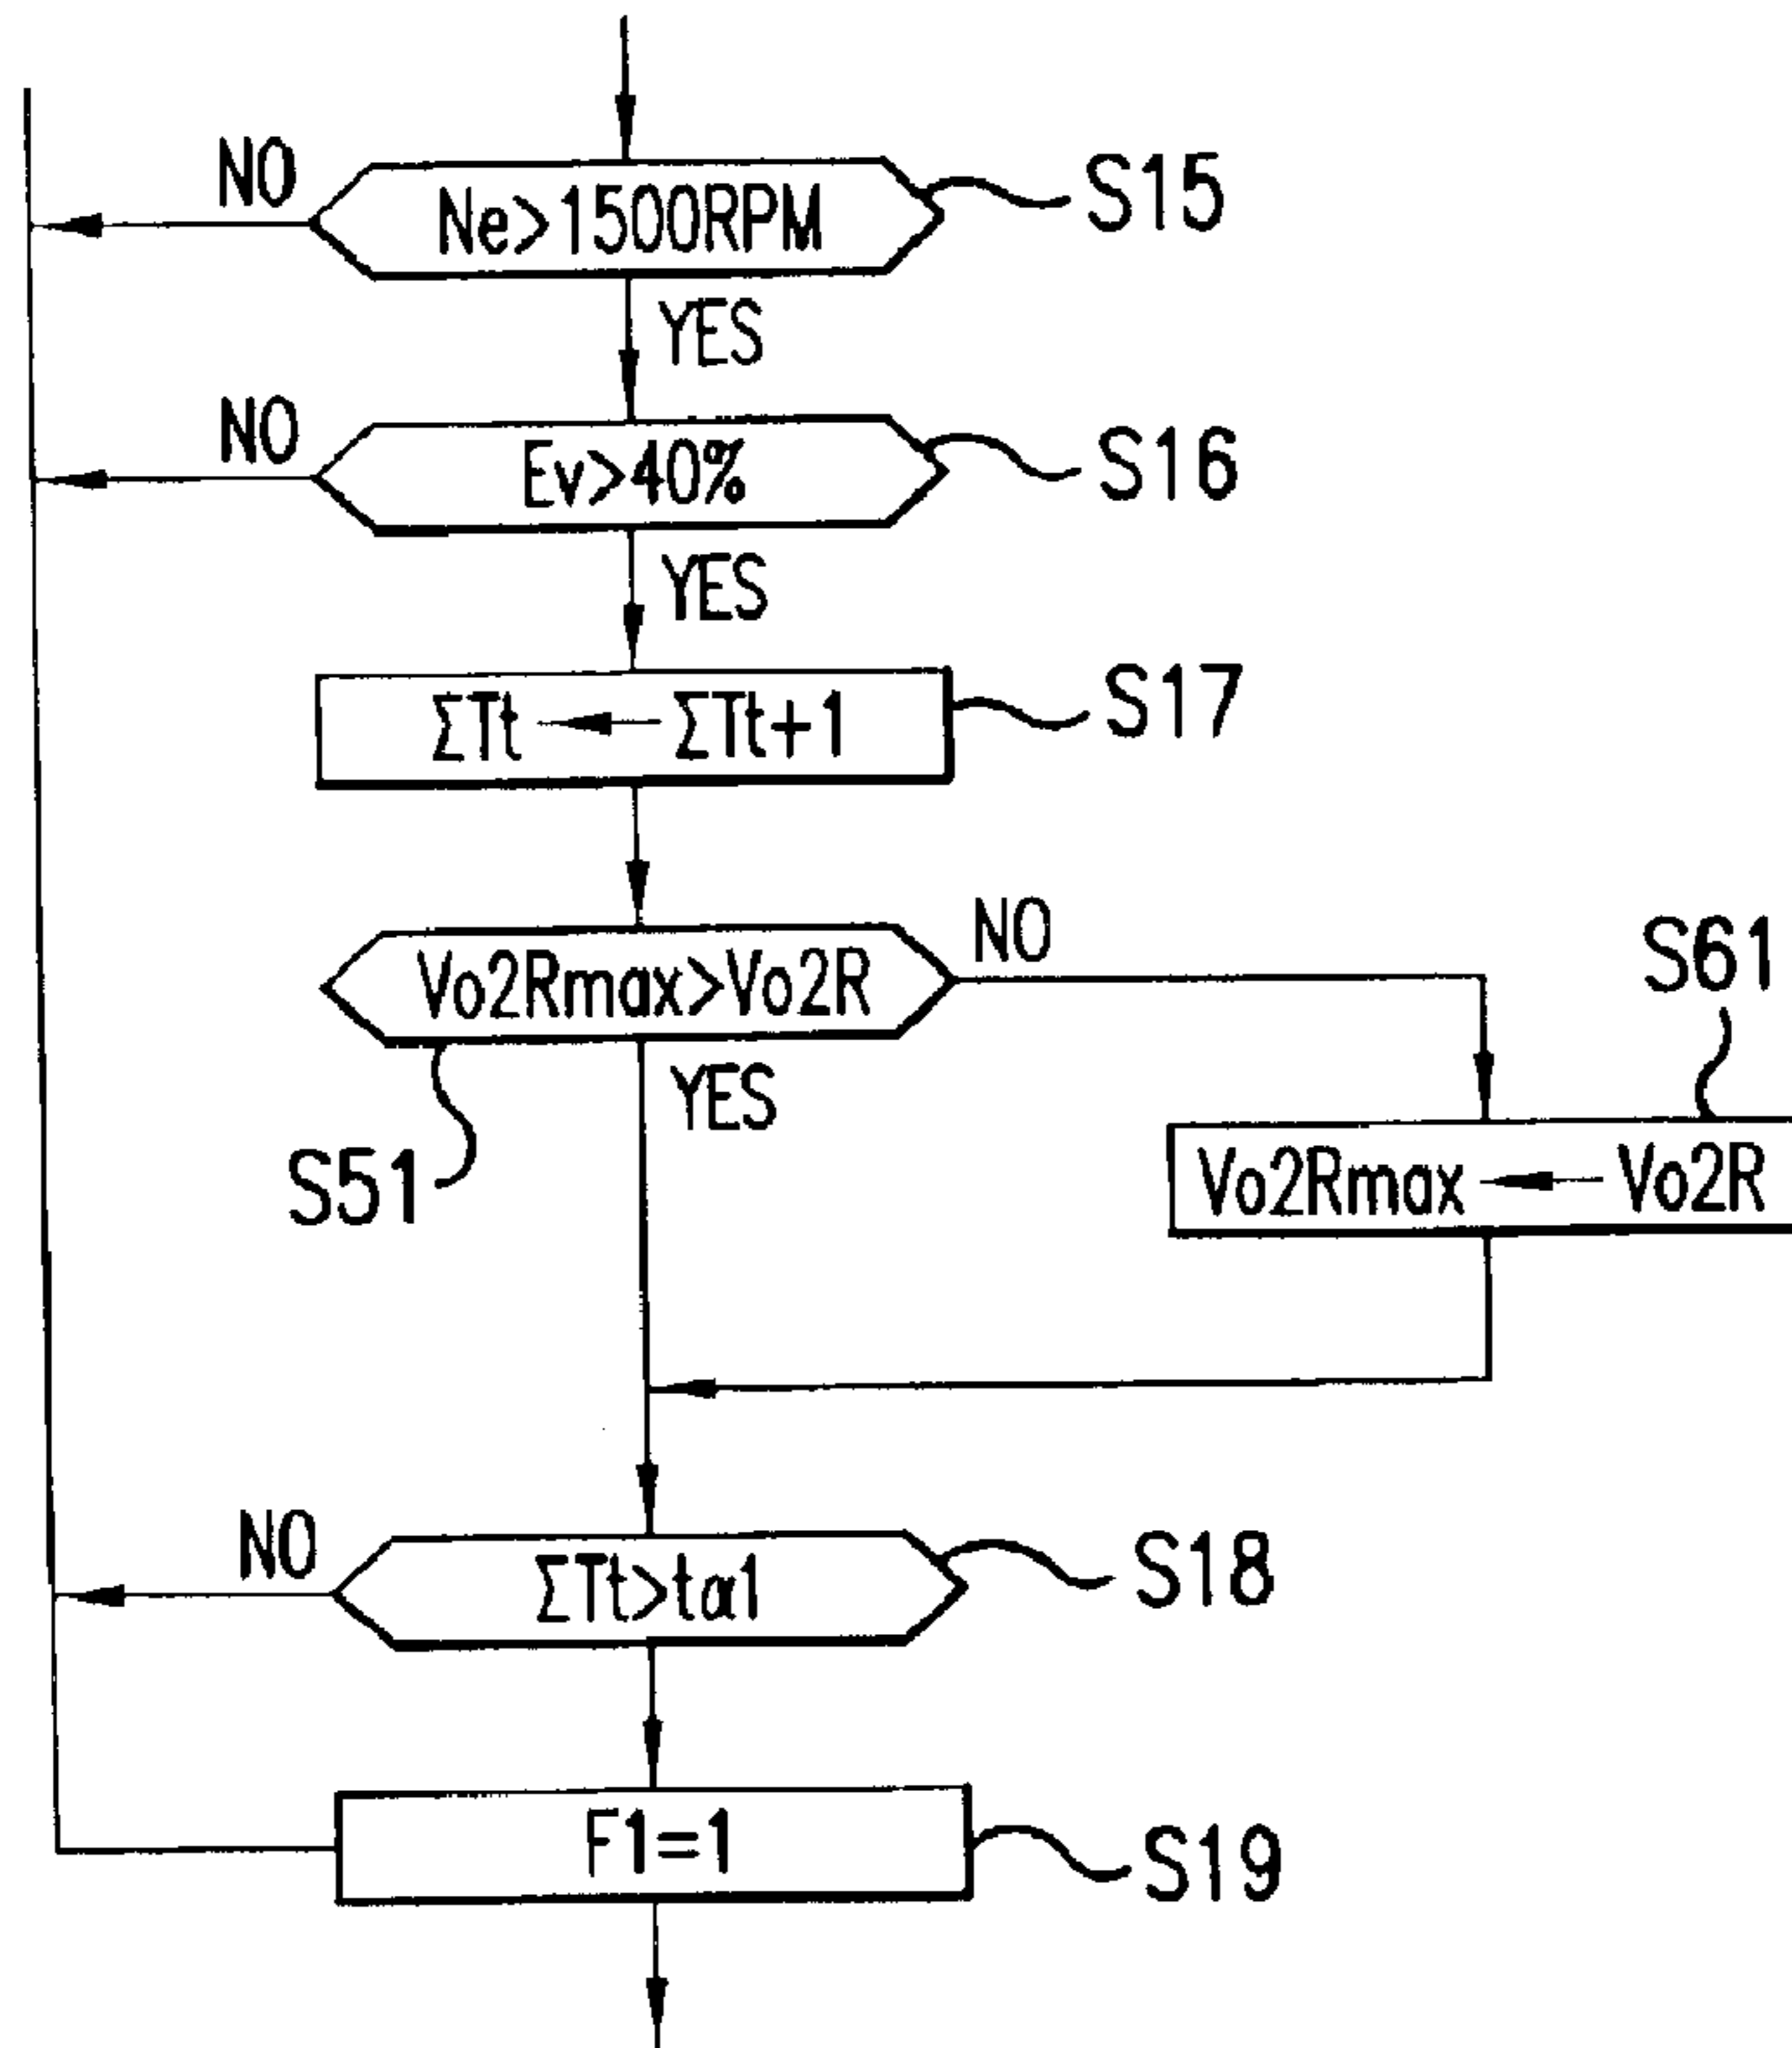 NO
Ne>1500RPM
S15
YES
NO
Ev>40%
S16
YES
ΣTt ← ΣTt+1
S17
Vo2Rmax>Vo2R
NO
S61
YES
S51
Vo2Rmax ← Vo2R
NO
ΣTt>tα1
S18
F1=1
S19